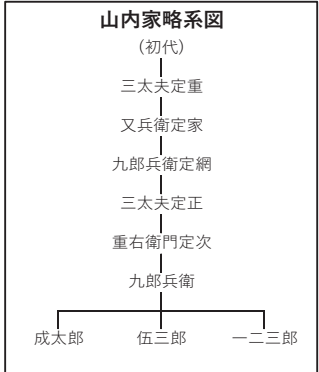 山内家略系図
(初代)
三太夫定重
又兵衛定家
九郎兵衛定綱
三太夫定正
重右衛門定次
九郎兵衛
成太郎 伍三郎 一二三郎